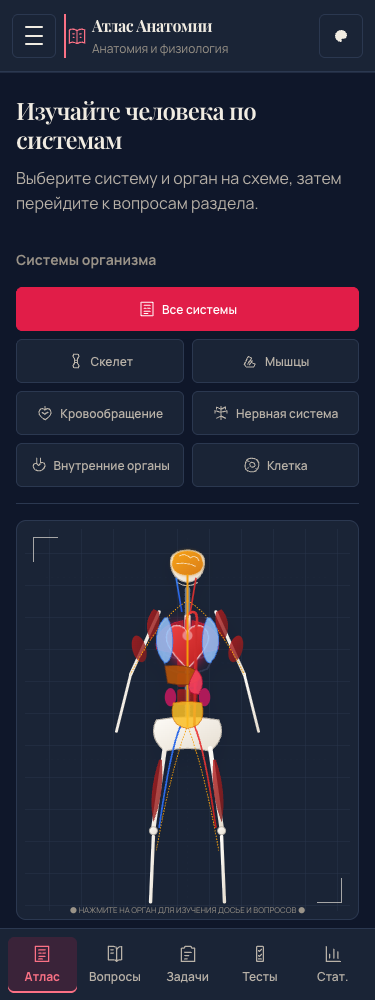 Атлас Анатомии
Анатомия и физиология
Изучайте человека по
системам
Выберите систему и орган на схеме, затем
перейдите к вопросам раздела.
Системы организма
Все системы
Скелет
Мышцы
Кровообращение
Нервная система
Внутренние органы
Клетка
● НАЖМИТЕ НА ОРГАН ДЛЯ ИЗУЧЕНИЯ ДОСЬЕ И ВОПРОСОВ ●
Атлас
Вопросы
Задачи
Тесты
Стат.